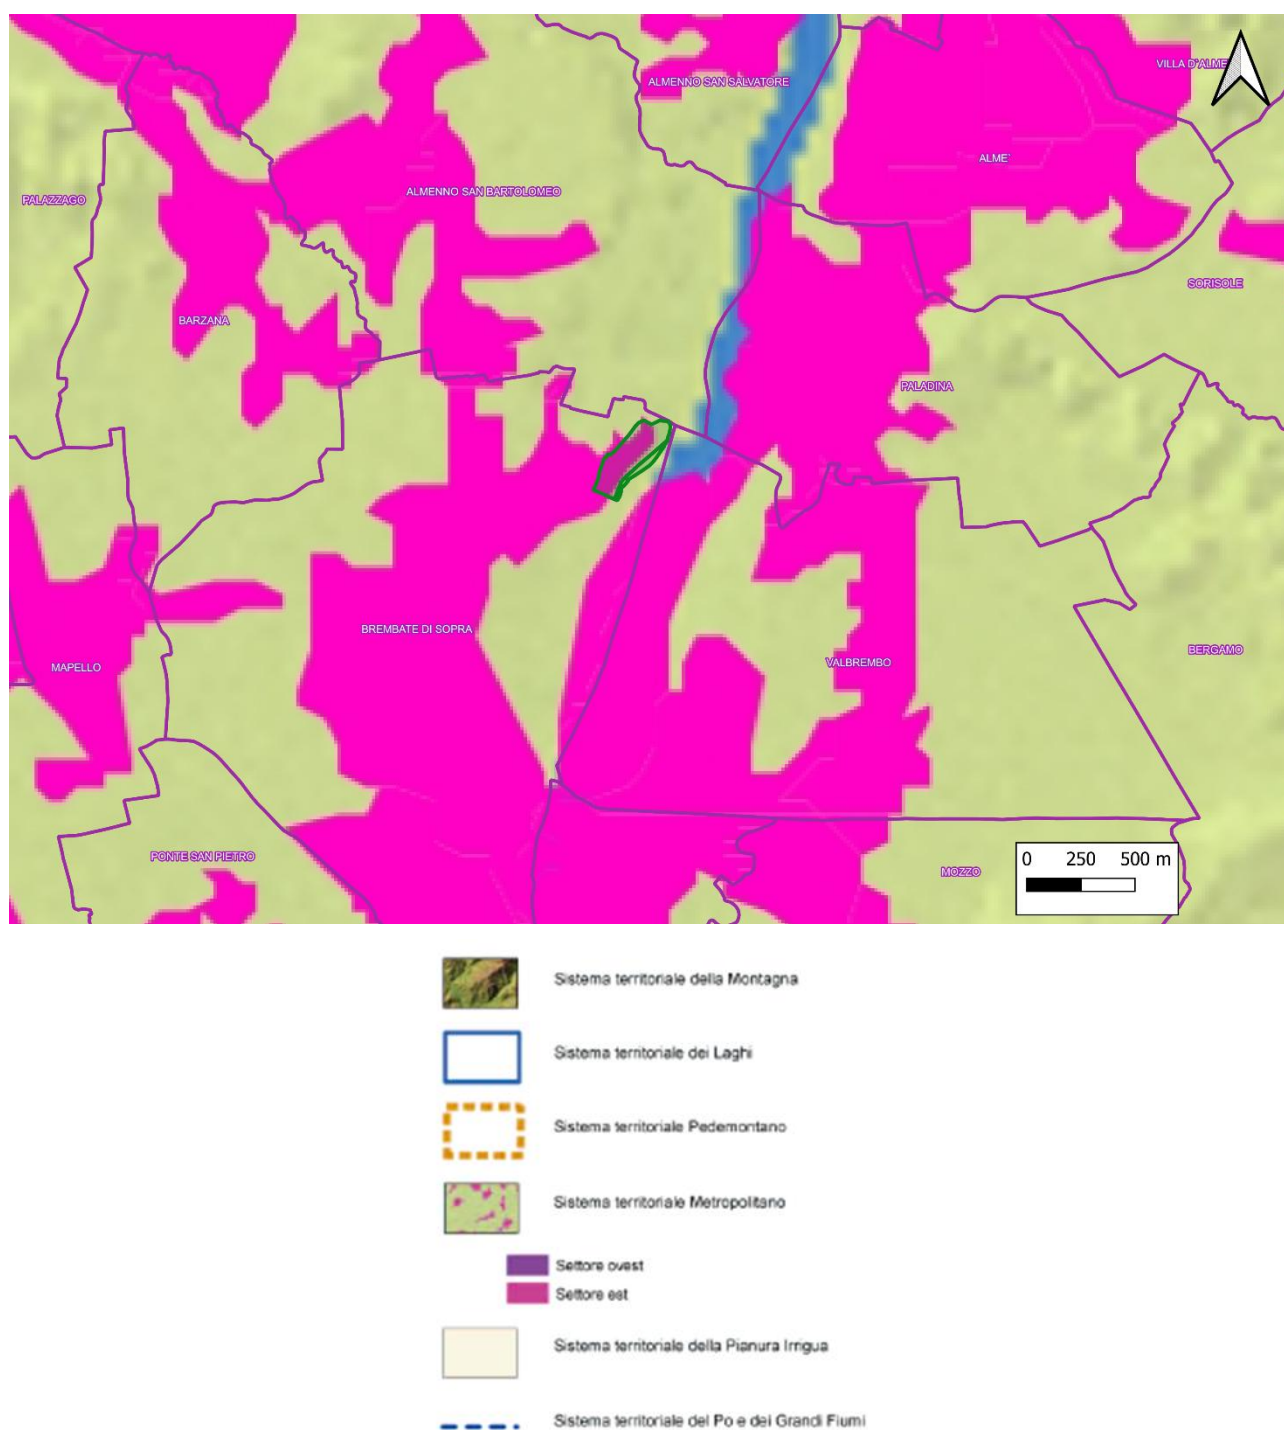 VILLA D'ALME
ALMENNO SAN SALVATORE
ALME'
ALMENNO SAN BARTOLOMEO
PALAZZAGO
SORISOLE
BARZANA
PALADINA
BREMBATE DI SOPRA
BERGAMO
VALBREMBO
MAPELLO
PONTE SAN PIETRO
MOZZO
0 250 500 m
Sistema territoriale della Montagna
Sistema territoriale dei Laghi
Sistema territoriale Pedemontano
Sistema territoriale Metropolitano
Settore ovest
Settore est
Sistema territoriale della Pianura Irrigua
Sistema territoriale del Po e dei Grandi Fiumi